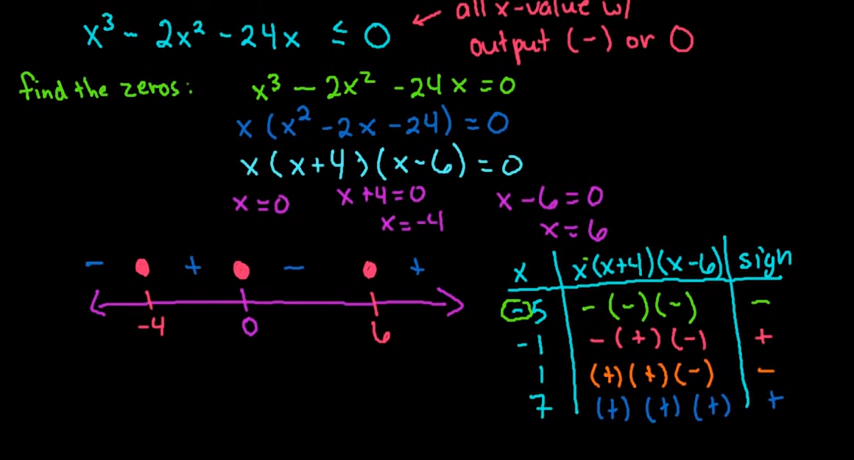 all x-value w/
x³ - 2x² - 24x ≤ 0
output (-) or 0
find the zeros: x³ - 2x² - 24x = 0
x (x² - 2x - 24) = 0
x (x+4)(x-6) = 0
x = 0 x+4=0 x-6=0
x=-4 x=6
- + - +
-4 0 6
x x(x+4)(x-6) sign
-5 -(-)(-) -
-1 -(+)(-) +
1 (+)(+)(-) -
7 (+)(+)(+) +